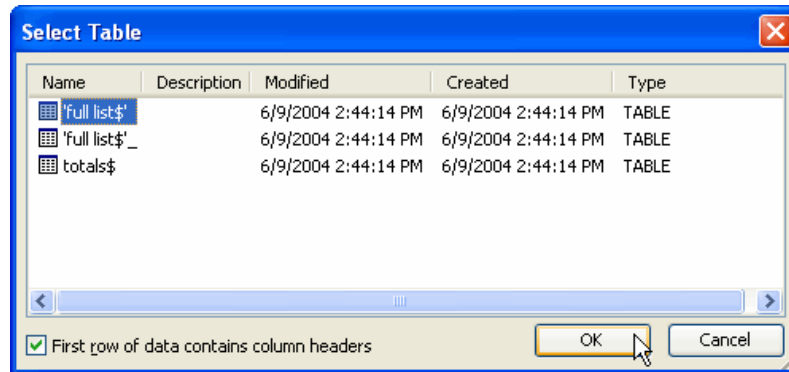 Select Table
Name Description Modified Created Type
'full list$' 6/9/2004 2:44:14 PM 6/9/2004 2:44:14 PM TABLE
'full list$'_ 6/9/2004 2:44:14 PM 6/9/2004 2:44:14 PM TABLE
totals$ 6/9/2004 2:44:14 PM 6/9/2004 2:44:14 PM TABLE
First row of data contains column headers OK Cancel